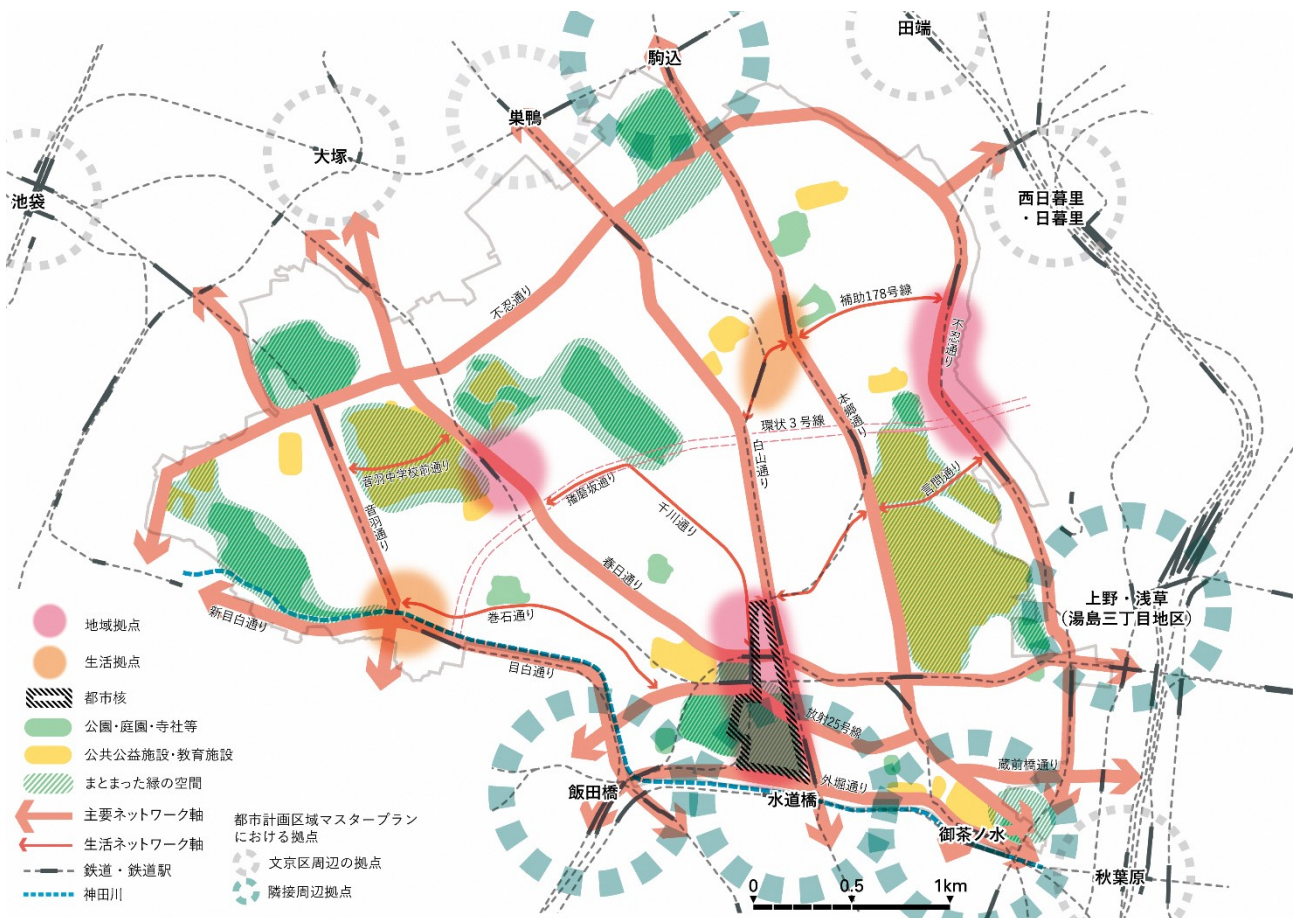 駒込
田端
巣鴨
大塚
池袋
西日暮里
・日暮里
不忍通り
補助178号線
不忍通り
環状3号線
本郷通り
白山通り
言問通り
音羽中学校前通り
播磨坂通り
千川通り
音羽通り
春日通り
巻石通り
新目白通り
目白通り
上野・浅草
(湯島三丁目地区)
放射25号線
外堀通り
蔵前橋通り
飯田橋
水道橋
御茶ノ水
秋葉原
地域拠点
生活拠点
都市核
公園・庭園・寺社等
公共公益施設・教育施設
まとまった緑の空間
主要ネットワーク軸
生活ネットワーク軸
鉄道・鉄道駅
神田川
都市計画区域マスタープラン
における拠点
文京区周辺の拠点
隣接周辺拠点
0 0.5 1km